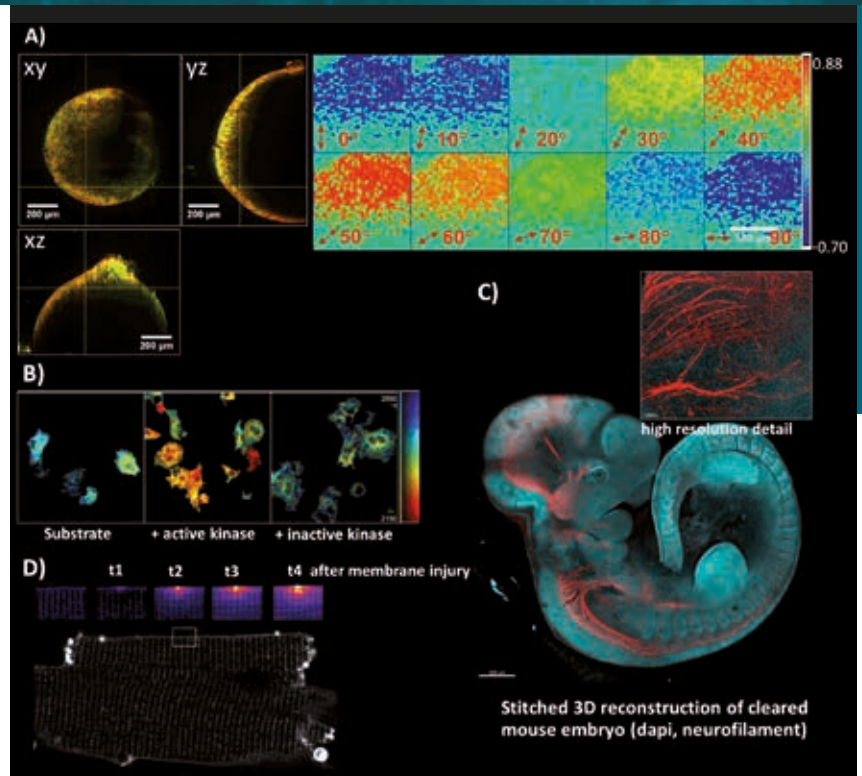 A)
xy
yz
200 µm
200 µm
xz
200 µm
0.88
0° 10° 20° 30° 40°
50° 60° 70° 80° 90°
-0.70
C)
high resolution detail
B)
Substrate
+ active kinase
+ inactive kinase
D)
t1 t2 t3 t4 after membrane injury
Stitched 3D reconstruction of cleared
mouse embryo (dapi, neurofilament)